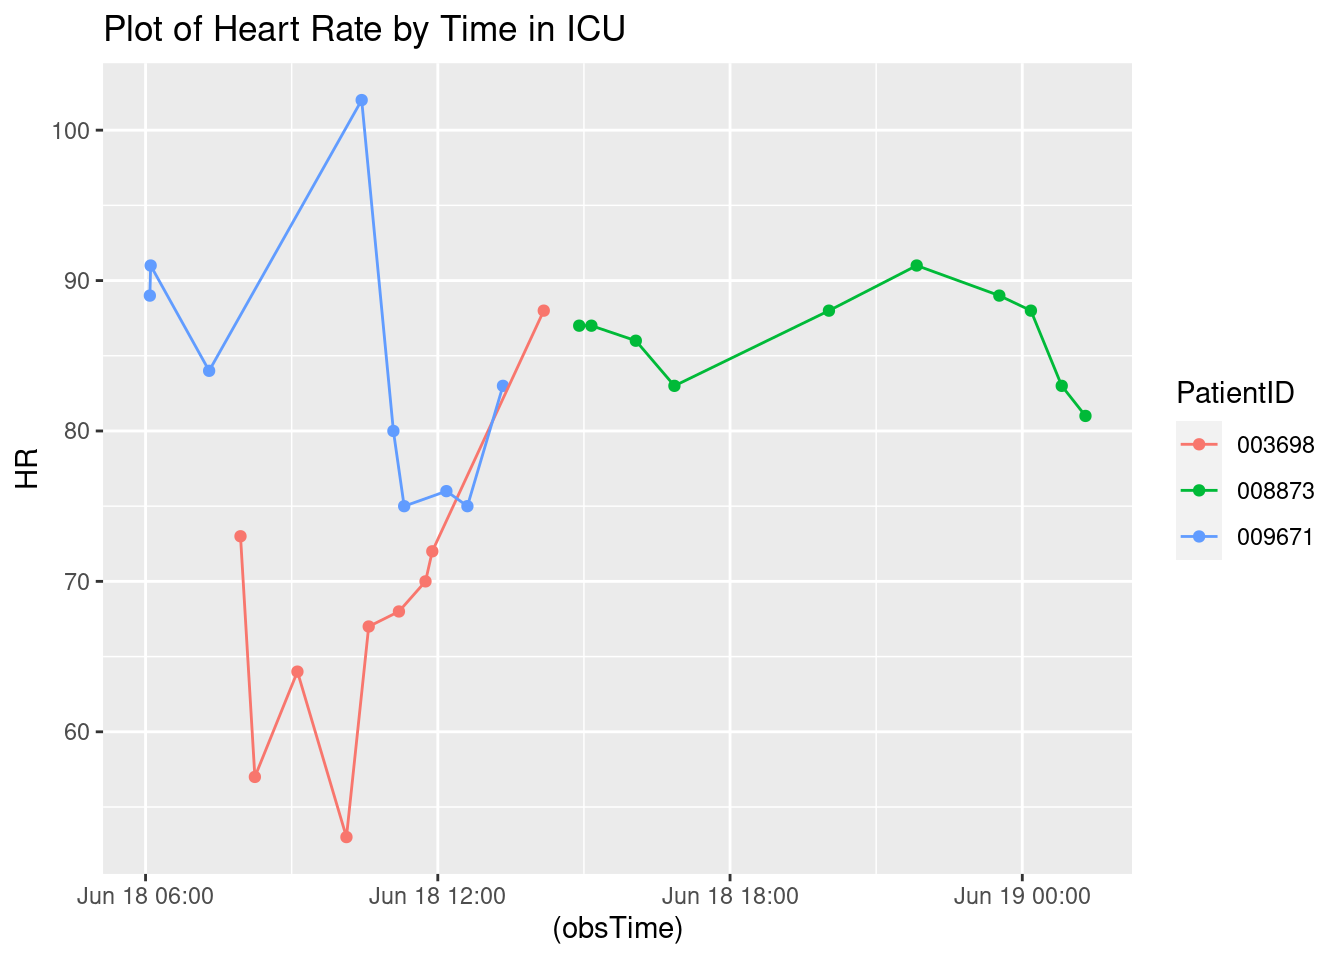 Plot of Heart Rate by Time in ICU
100
90
80
70
60
HR
Jun 18 06:00
Jun 18 12:00
Jun 18 18:00
Jun 19 00:00
(obsTime)
PatientID
003698
008873
009671